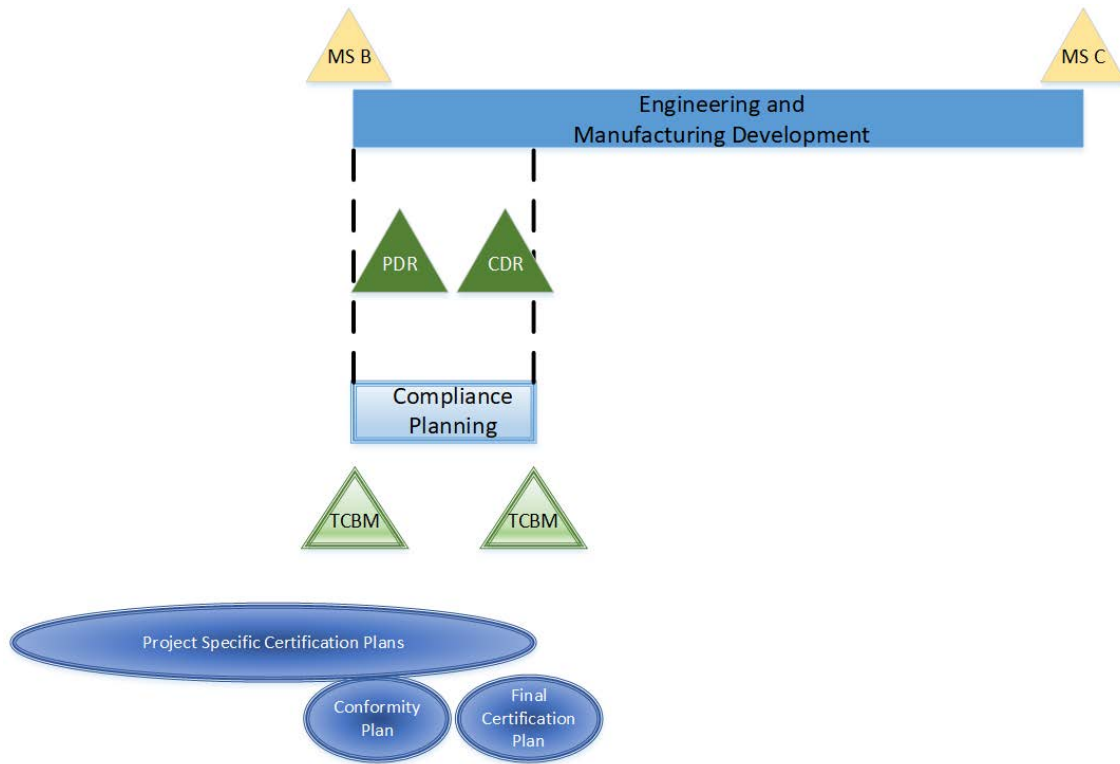 MS B
MS C
Engineering and
Manufacturing Development
PDR
CDR
Compliance
Planning
TCBM
TCBM
Project Specific Certification Plans
Conformity
Plan
Final
Certification
Plan